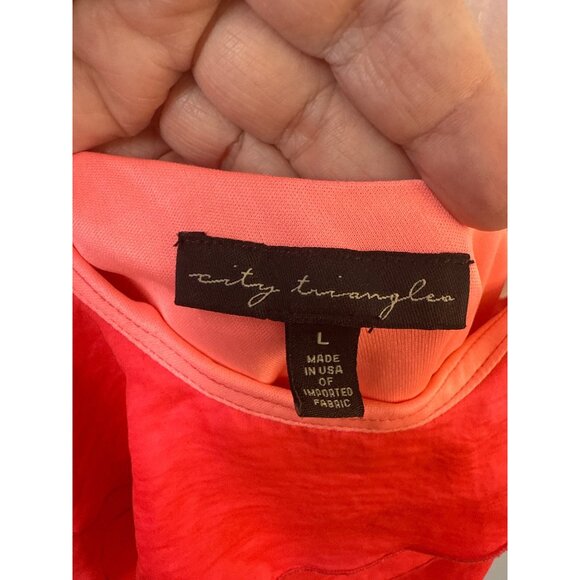 city triangles
L
MADE
IN USA
OF
IMPORTED
FABRIC